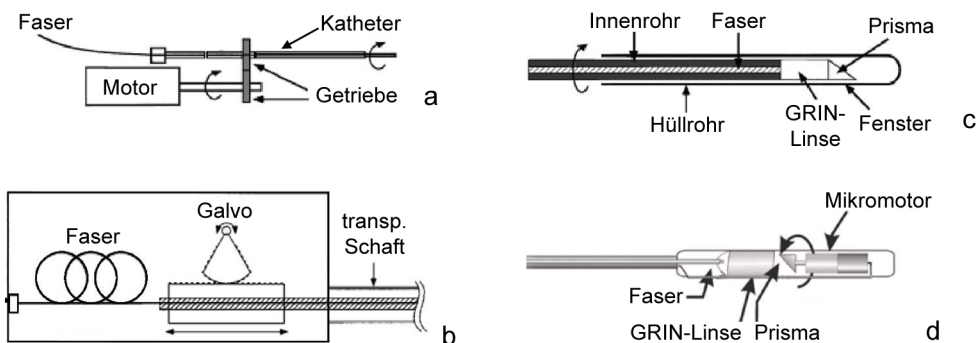 Faser
Katheter
Motor
Getriebe
a
Innenrohr
Faser
Prisma
GRIN-
Linse
Hüllrohr
Fenster
c
Galvo
Faser
transp.
Schaft
b
Mikromotor
Faser
GRIN-Linse
Prisma
d